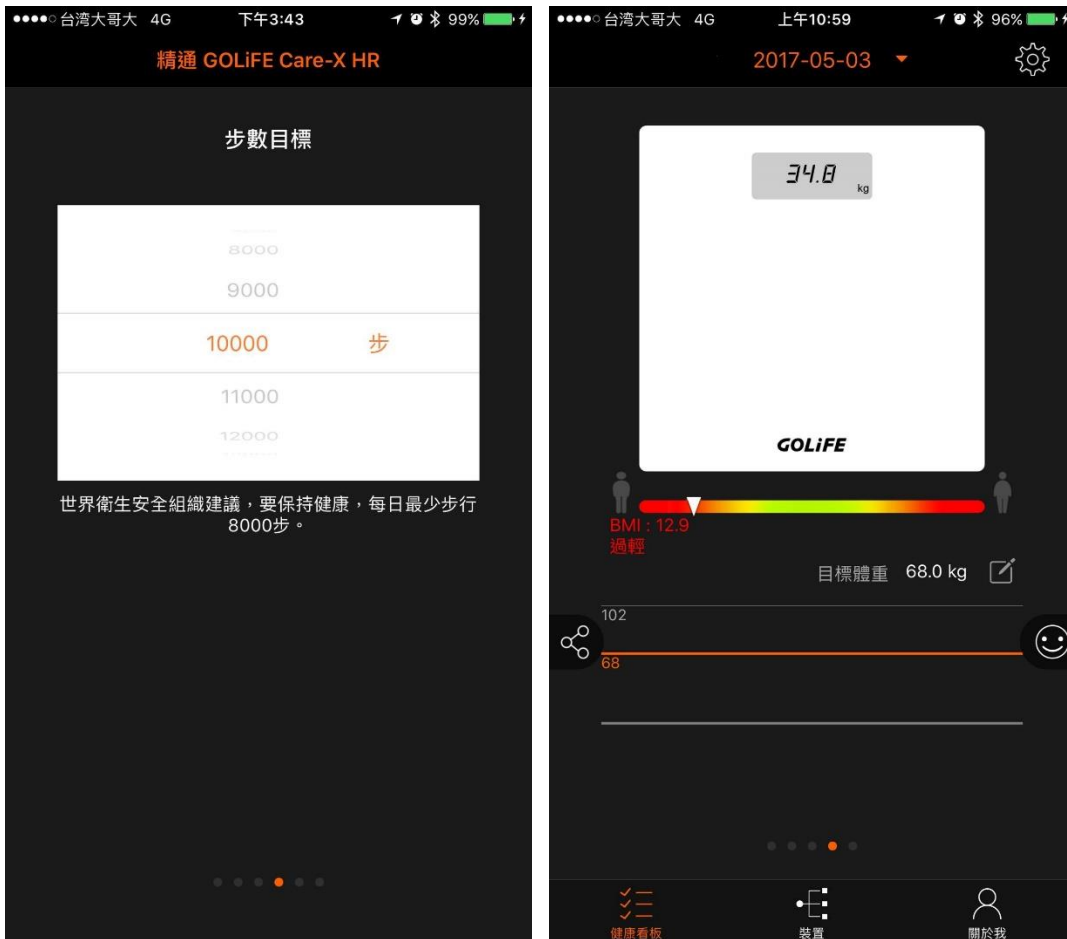 台湾大哥大 4G 下午3:43 99%
精通 GOLiFE Care-X HR
步數目標
8000
9000
10000 步
11000
12000
世界衛生安全組織建議，要保持健康，每日最少步行
8000步。
台湾大哥大 4G 上午10:59 96%
2017-05-03
34.8
kg
GOLiFE
BMI : 12.9
過輕
目標體重 68.0 kg
102
68
健康看板 裝置 關於我